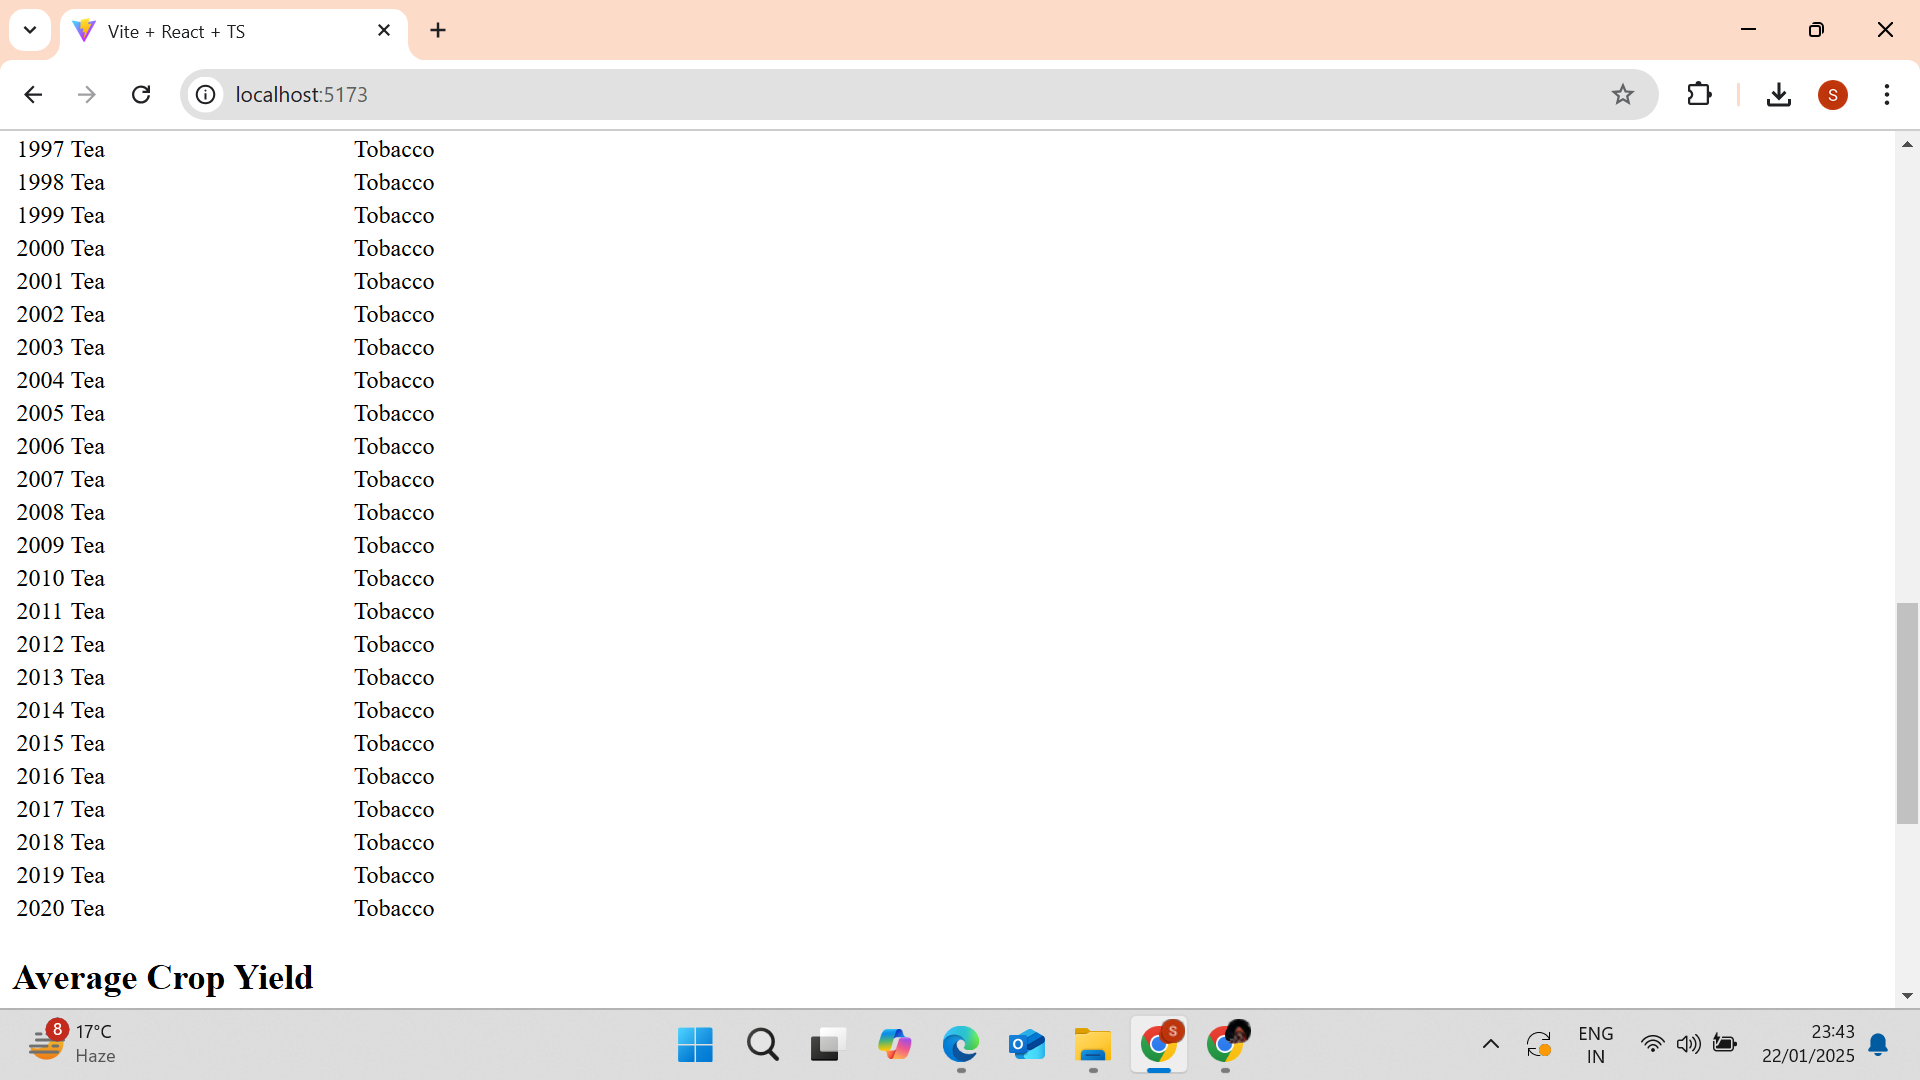 Vite + React + TS
localhost:5173
S
1997 Tea Tobacco
1998 Tea Tobacco
1999 Tea Tobacco
2000 Tea Tobacco
2001 Tea Tobacco
2002 Tea Tobacco
2003 Tea Tobacco
2004 Tea Tobacco
2005 Tea Tobacco
2006 Tea Tobacco
2007 Tea Tobacco
2008 Tea Tobacco
2009 Tea Tobacco
2010 Tea Tobacco
2011 Tea Tobacco
2012 Tea Tobacco
2013 Tea Tobacco
2014 Tea Tobacco
2015 Tea Tobacco
2016 Tea Tobacco
2017 Tea Tobacco
2018 Tea Tobacco
2019 Tea Tobacco
2020 Tea Tobacco
Average Crop Yield
8
17°C
Haze
S
ENG
IN
23:43
22/01/2025